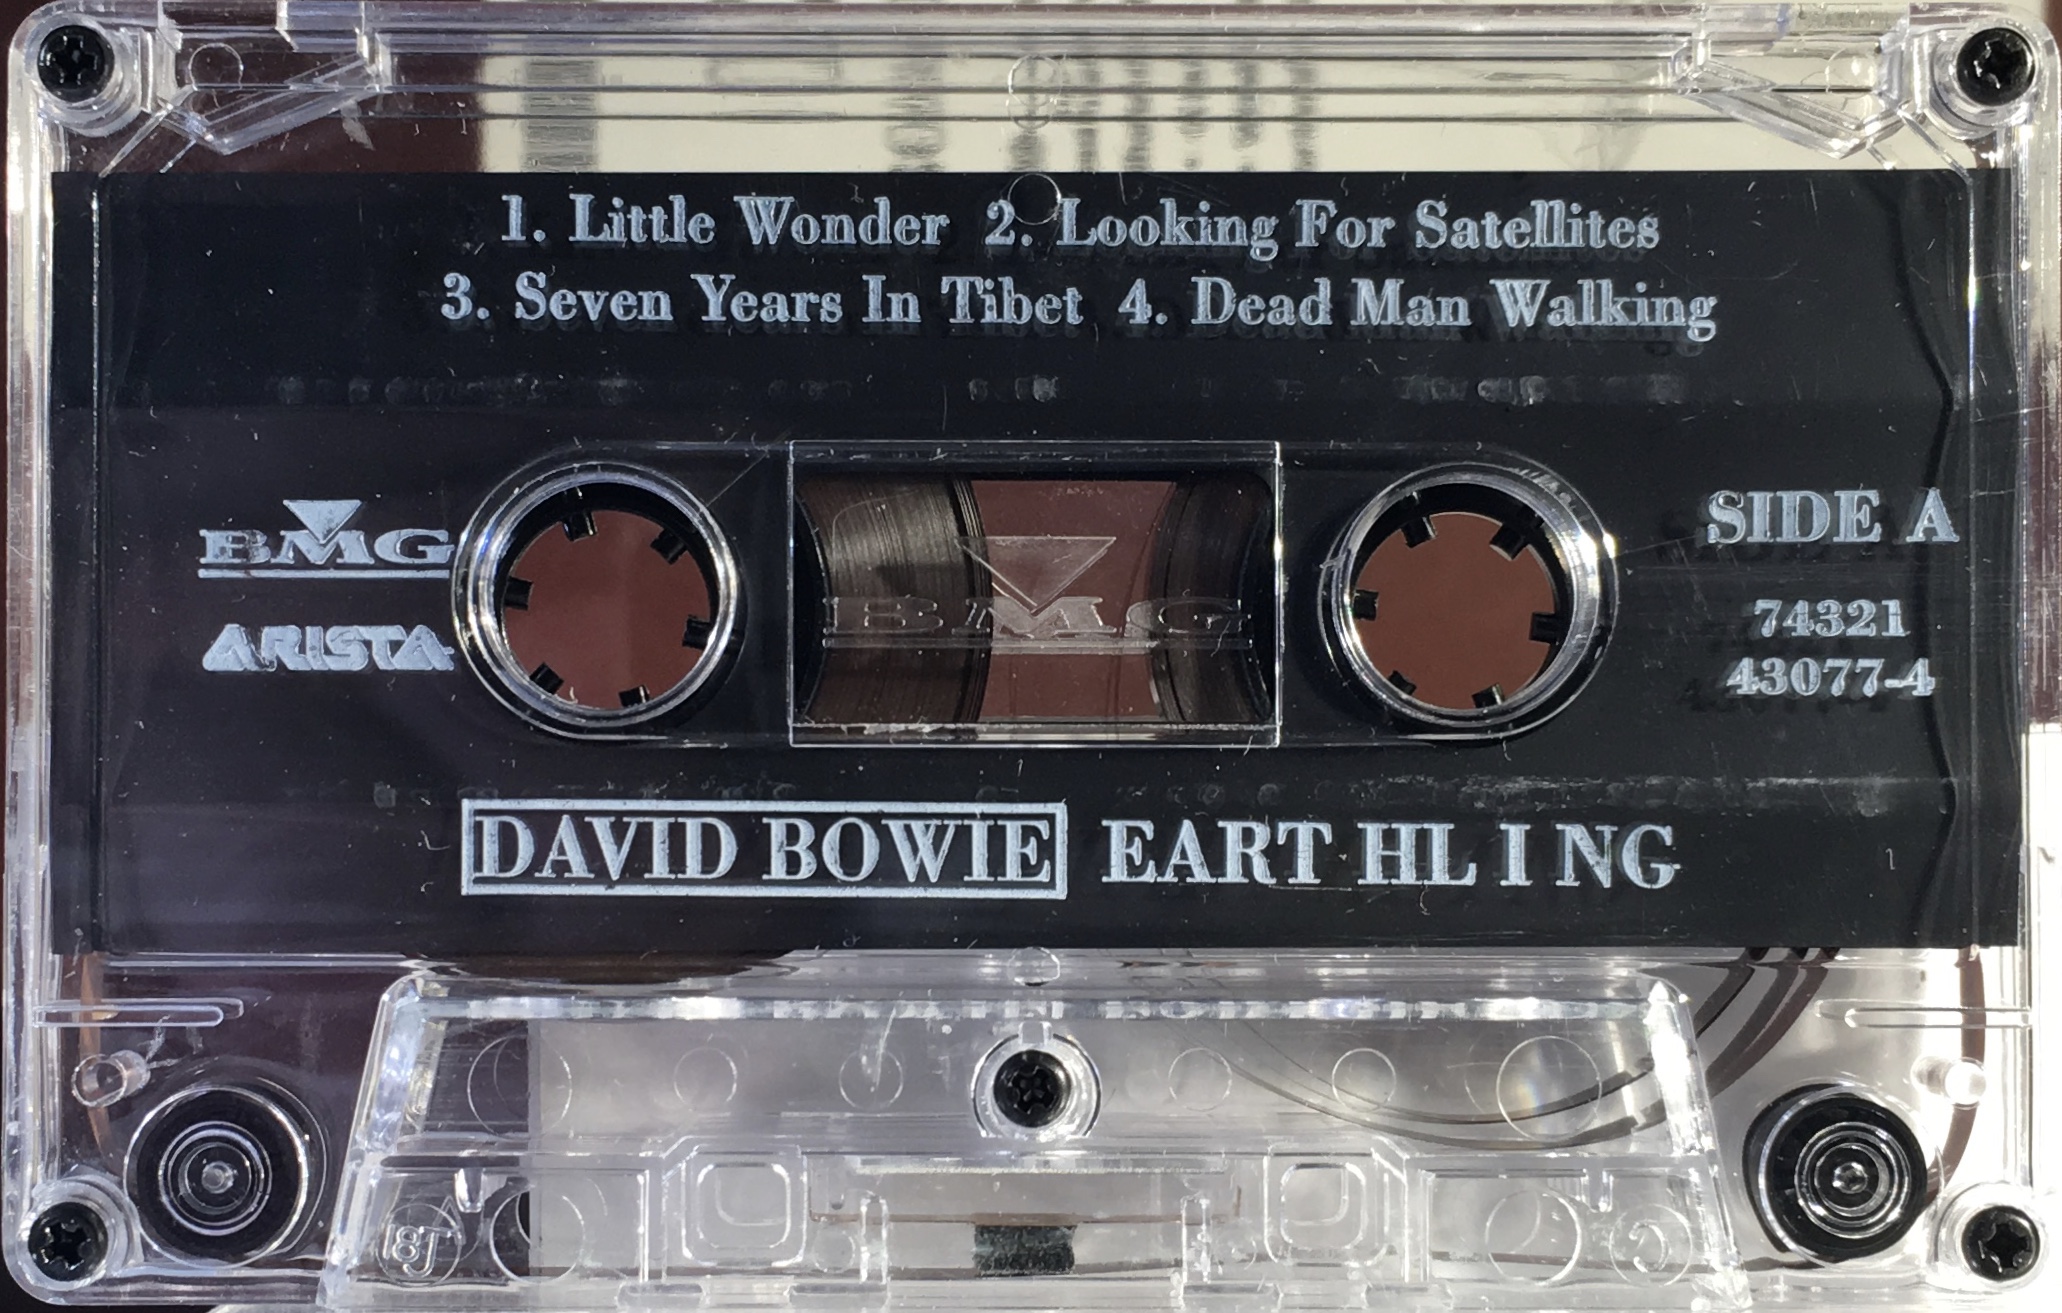 1. Little Wonder 2. Looking For Satellites
3. Seven Years In Tibet 4. Dead Man Walking
BMG
ARISTA
BMG
SIDE A
74321
43077-4
DAVID BOWIE EART HL I NG